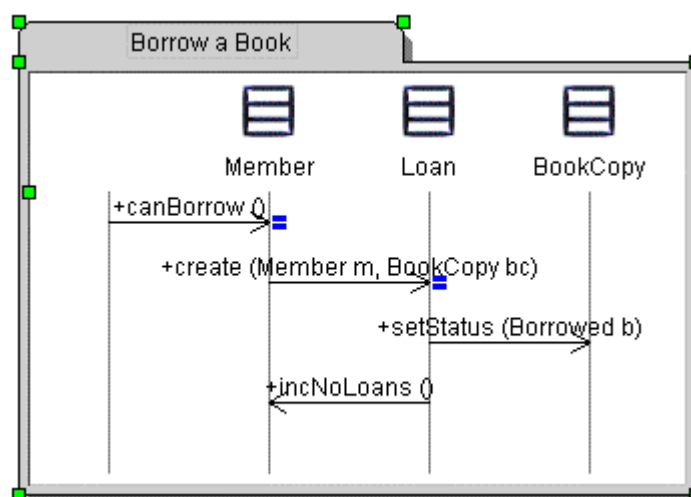 Borrow a Book
Member Loan BookCopy
+canBorrow ()
+create (Member m, BookCopy bc)
+setStatus (Borrowed b)
+incNoLoans ()